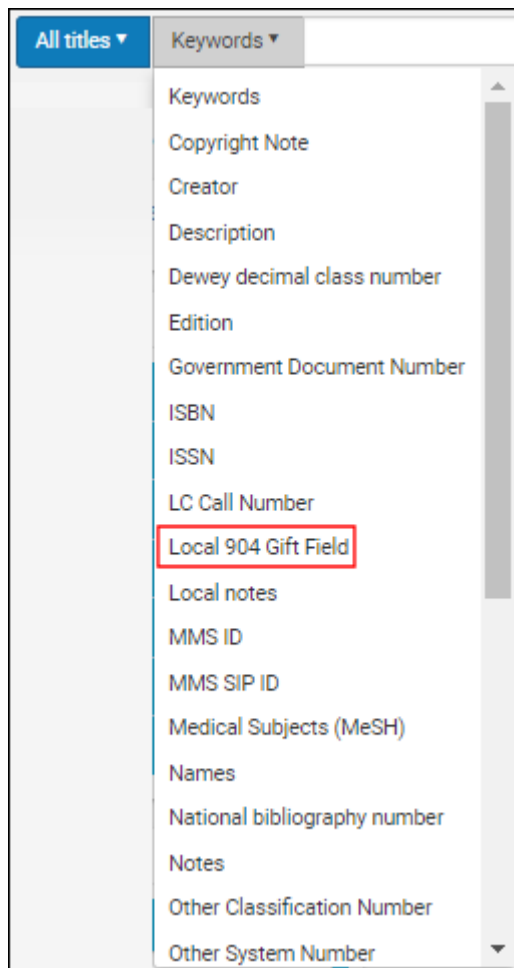 All titles ▼ Keywords ▼
Keywords
Copyright Note
Creator
Description
Dewey decimal class number
Edition
Government Document Number
ISBN
ISSN
LC Call Number
Local 904 Gift Field
Local notes
MMS ID
MMS SIP ID
Medical Subjects (MeSH)
Names
National bibliography number
Notes
Other Classification Number
Other System Number